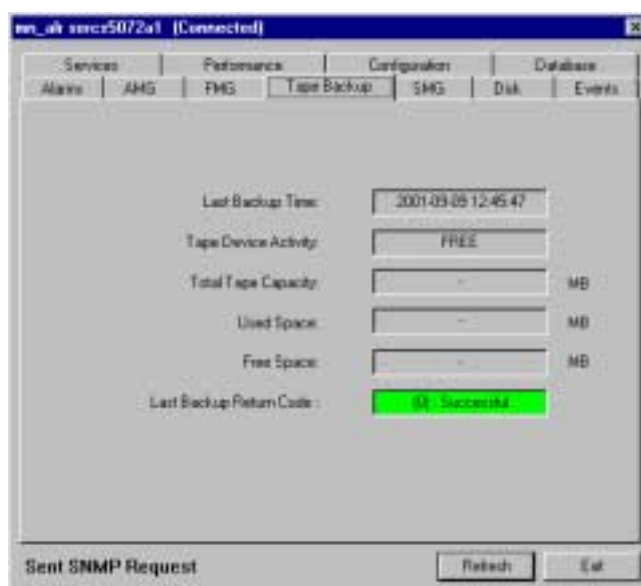 mn_ah sercz5072a1 (Connected)
Services Performance Configuration Database
Alarms AMG FMG Tape Backup SMG Disk Events
Last Backup Time: 2001-09-09 12:45:47
Tape Device Activity: FREE
Total Tape Capacity: - MB
Used Space: - MB
Free Space: - MB
Last Backup Return Code : (0) : Successful
Sent SNMP Request Refresh Exit